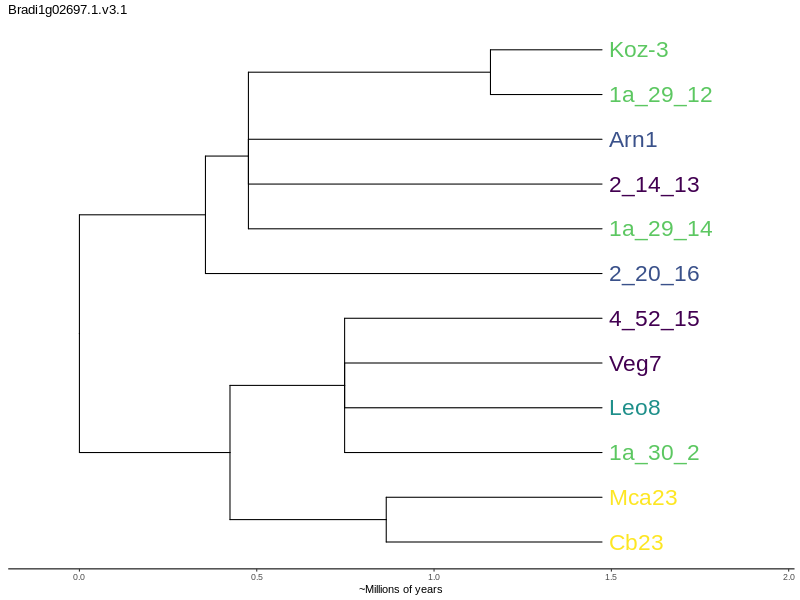 Bradi1g02697.1.v3.1
Koz-3
1a_29_12
Arn1
2_14_13
1a_29_14
2_20_16
4_52_15
Veg7
Leo8
1a_30_2
Mca23
Cb23
0.0 0.5 1.0 1.5 2.0
~Millions of years